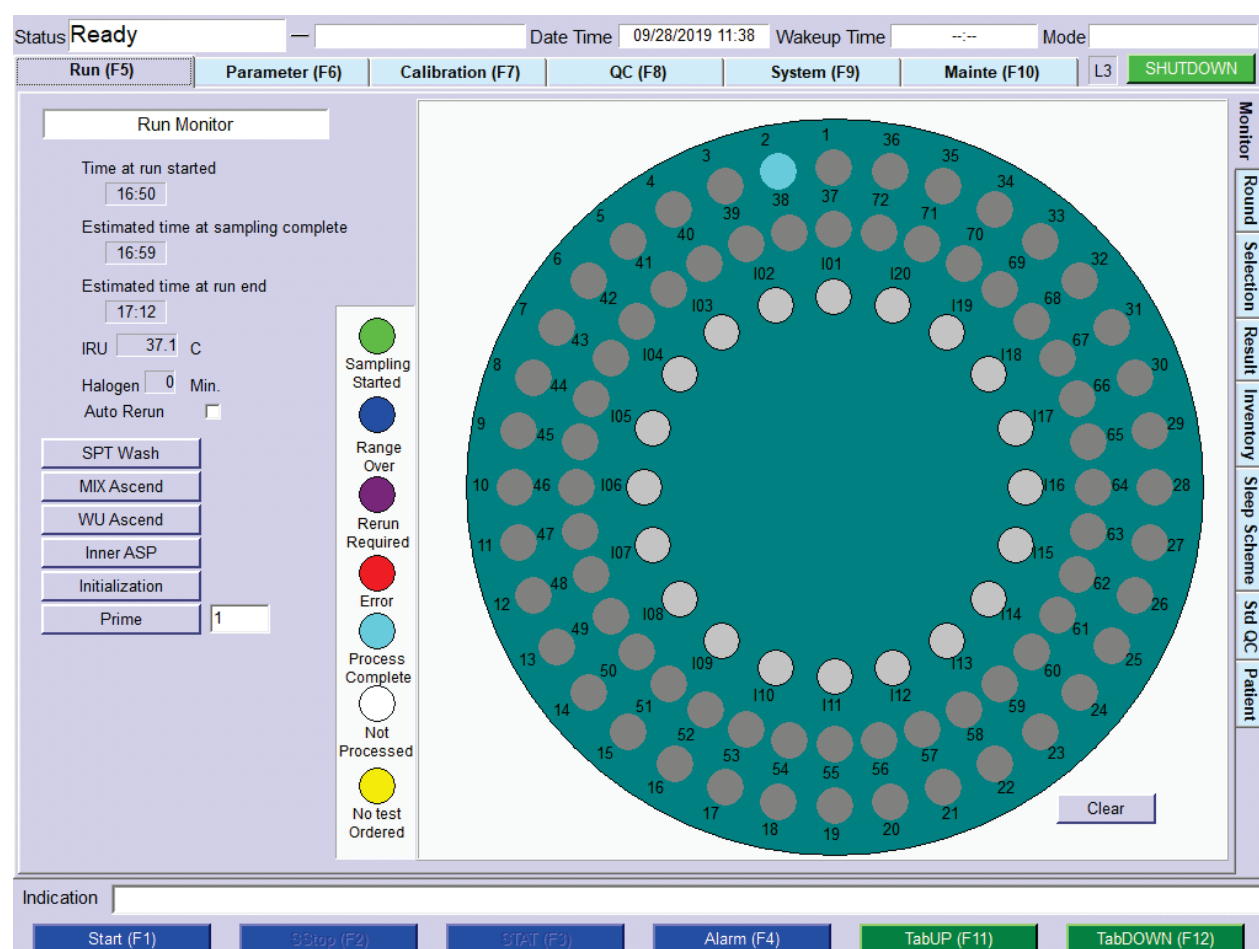 Status Ready — Date Time 09/28/2019 11:38 Wakeup Time --:-- Mode
Run (F5) Parameter (F6) Calibration (F7) QC (F8) System (F9) Mainte (F10) L3 SHUTDOWN
Run Monitor
Time at run started
16:50
Estimated time at sampling complete
16:59
Estimated time at run end
17:12
IRU 37.1 C
Halogen 0 Min.
Auto Rerun
SPT Wash
MIX Ascend
WU Ascend
Inner ASP
Initialization
Prime 1
Sampling
Started
Range
Over
Rerun
Required
Error
Process
Complete
Not
Processed
No test
Ordered
1
2
3
4
5
6
7
8
9
10
11
12
13
14
15
16
17
18
19
20
21
22
23
24
25
26
27
28
29
30
31
32
33
34
35
36
37
38
39
40
41
42
43
44
45
46
47
48
49
50
51
52
53
54
55
56
57
58
59
60
61
62
63
64
65
66
67
68
69
70
71
72
I01
I02
I03
I04
I05
I06
I07
I08
I09
I10
I11
I12
I13
I14
I15
I16
I17
I18
I19
I20
Clear
Monitor
Round
Selection
Result
Inventory
Sleep Scheme
Std QC
Patient
Indication
Start (F1) SStop (F2) STAT (F3) Alarm (F4) TabUP (F11) TabDOWN (F12)